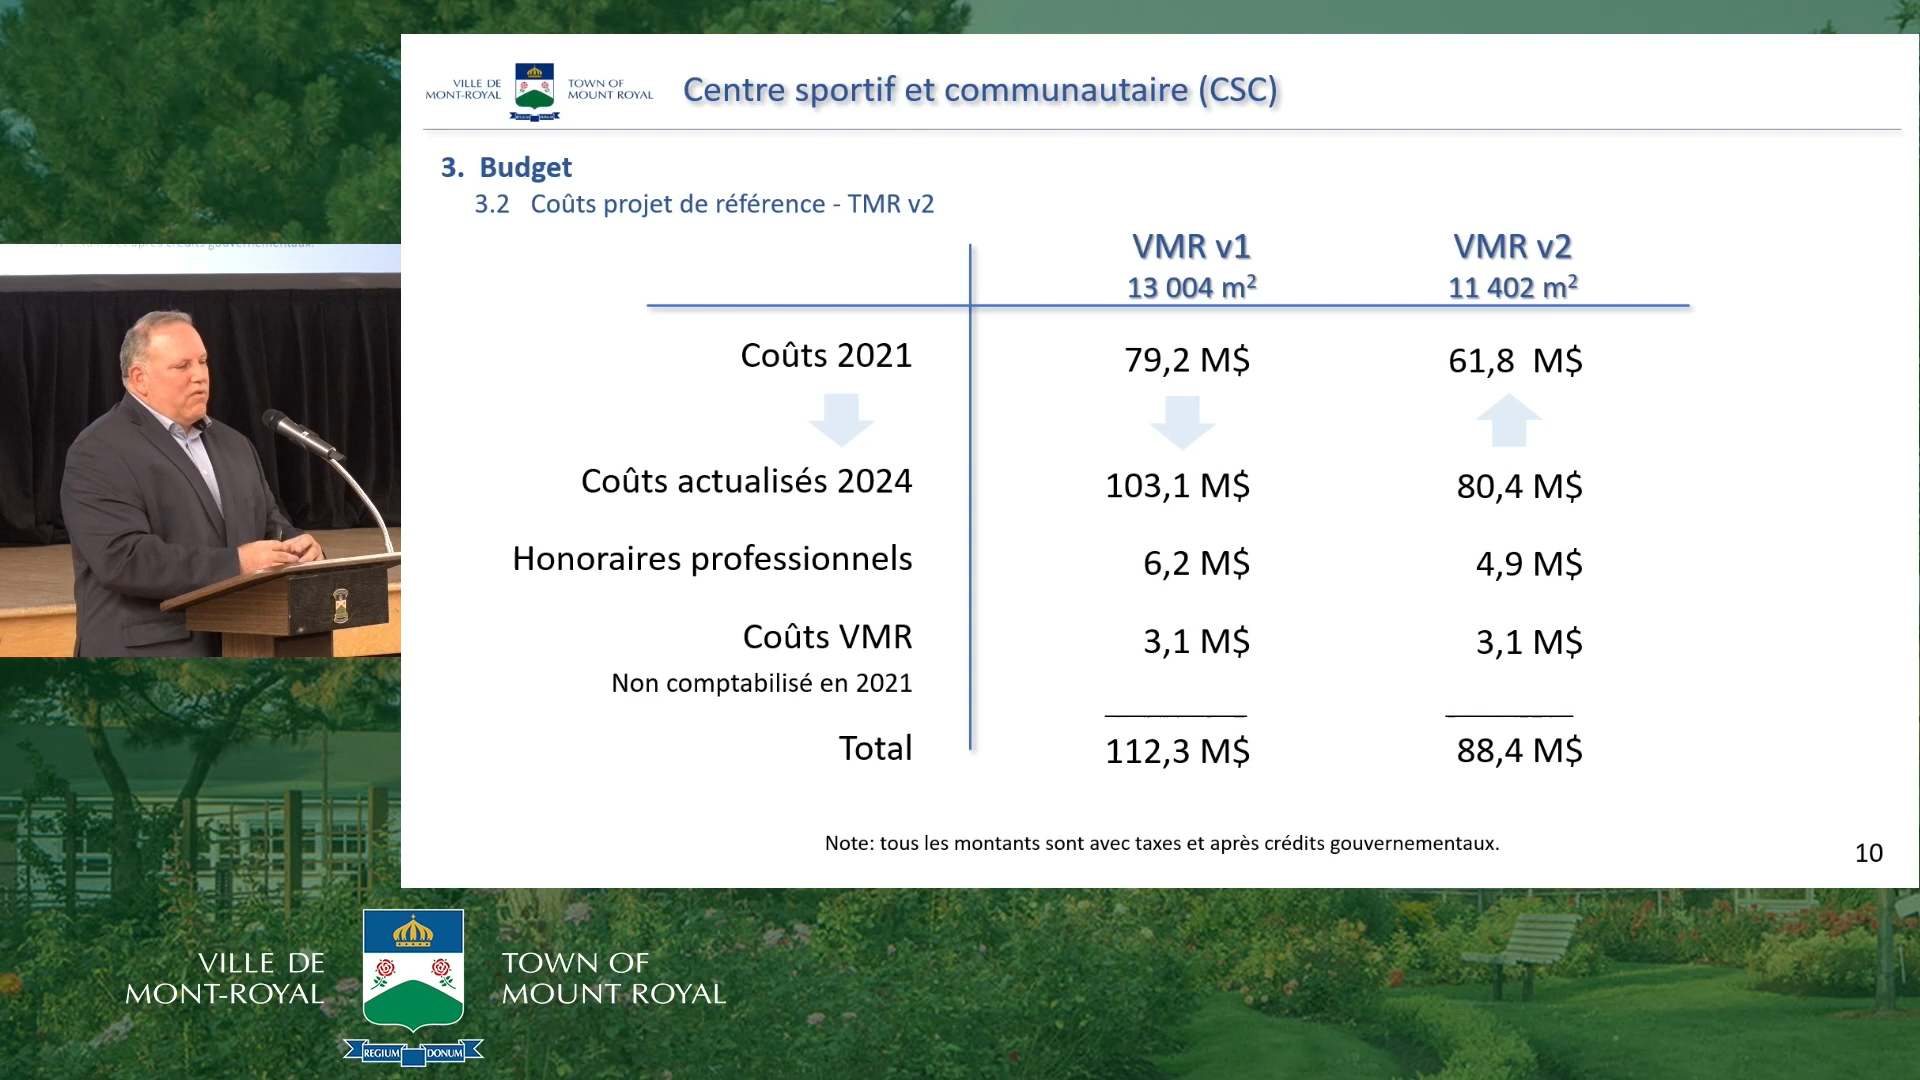 VILLE DE
MONT-ROYAL
TOWN OF
MOUNT ROYAL
Centre sportif et communautaire (CSC)
3. Budget
3.2 Coûts projet de référence - TMR v2
VMR v1 VMR v2
13 004 m² 11 402 m²
Coûts 2021 79,2 M$ 61,8 M$
Coûts actualisés 2024 103,1 M$ 80,4 M$
Honoraires professionnels 6,2 M$ 4,9 M$
Coûts VMR 3,1 M$ 3,1 M$
Non comptabilisé en 2021
Total 112,3 M$ 88,4 M$
Note: tous les montants sont avec taxes et après crédits gouvernementaux.
10
VILLE DE
MONT-ROYAL
TOWN OF
MOUNT ROYAL
REGIUM DONUM